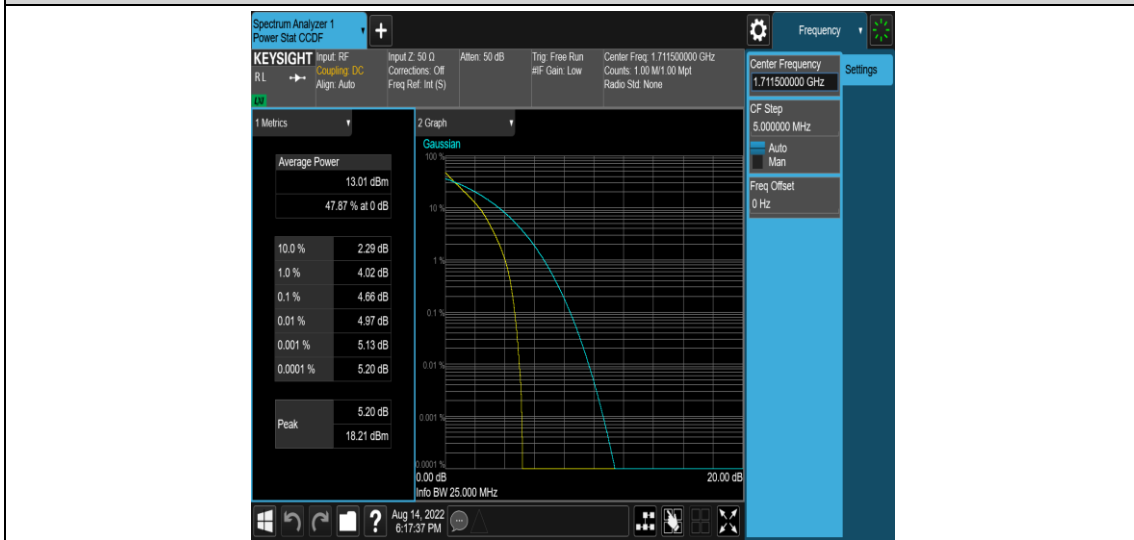 Spectrum Analyzer 1
Power Stat CCDF
Frequency
KEYSIGHT
RL
LXI
Input: RF
Coupling: DC
Align: Auto
Input Z: 50 Ω
Corrections: Off
Freq Ref: Int (S)
Atten: 50 dB
Trig: Free Run
#IF Gain: Low
Center Freq: 1.711500000 GHz
Counts: 1.00 M/1.00 Mpt
Radio Std: None
Center Frequency
1.711500000 GHz
Settings
CF Step
5.000000 MHz
Auto
Man
Freq Offset
0 Hz
1 Metrics
Average Power
13.01 dBm
47.87 % at 0 dB
10.0 % 2.29 dB
1.0 % 4.02 dB
0.1 % 4.66 dB
0.01 % 4.97 dB
0.001 % 5.13 dB
0.0001 % 5.20 dB
Peak
5.20 dB
18.21 dBm
2 Graph
Gaussian
100 %
10 %
1 %
0.1 %
0.01 %
0.001 %
0.0001 %
0.00 dB 20.00 dB
Info BW 25.000 MHz
?
Aug 14, 2022
6:17:37 PM